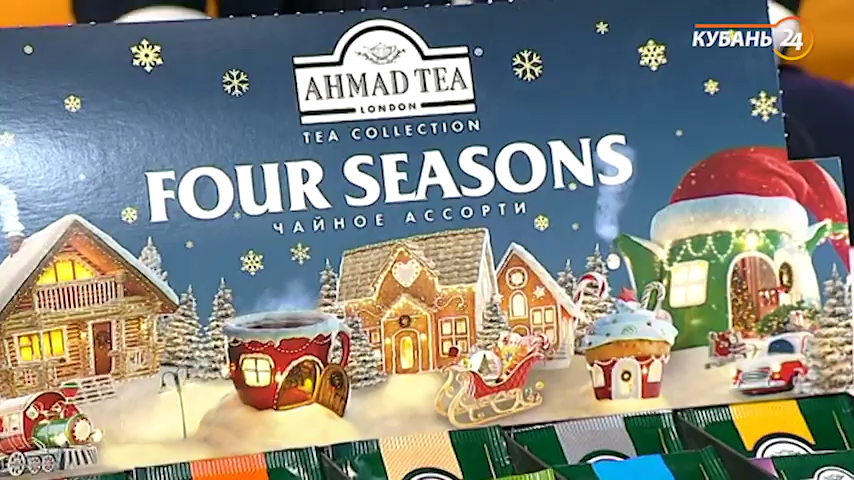 КУБАНЬ 24
AHMAD TEA
LONDON
TEA COLLECTION
FOUR SEASONS
ЧАЙНОЕ АССОРТИ